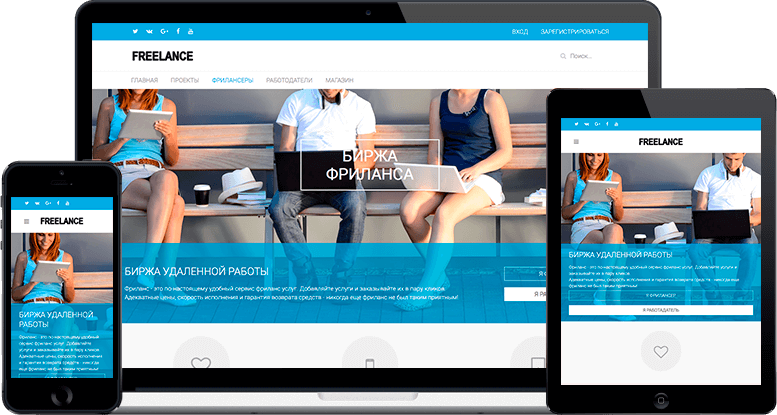 ВХОД ЗАРЕГИСТРИРОВАТЬСЯ
FREELANCE
Поиск...
ГЛАВНАЯ ПРОЕКТЫ ФРИЛАНСЕРЫ РАБОТОДАТЕЛИ МАГАЗИН
БИРЖА
ФРИЛАНСА
БИРЖА УДАЛЕННОЙ РАБОТЫ
Фриланс - это по-настоящему удобный сервис фриланс услуг. Добавляйте услуги и заказывайте их в пару кликов.
Адекватные цены, скорость исполнения и гарантия возврата средств - никогда еще фриланс не был таким приятным!
Я Ф
Я РА
FREELANCE
БИРЖА УДАЛЕННОЙ
РАБОТЫ
Фриланс - это по-настоящему удобный
сервис фриланс услуг. Добавляйте
услуги и заказывайте их в пару кликов.
Адекватные цены, скорость исполнения
и гарантия возврата средств - никогда
еще фриланс не был таким приятным!
FREELANCE
БИРЖА УДАЛЕННОЙ РАБОТЫ
Фриланс - это по-настоящему удобный сервис фриланс услуг. Добавляйте услуги и
заказывайте их в пару кликов.
Адекватные цены, скорость исполнения и гарантия возврата средств - никогда еще
фриланс не был таким приятным!
Я ФРИЛАНСЕР
Я РАБОТОДАТЕЛЬ